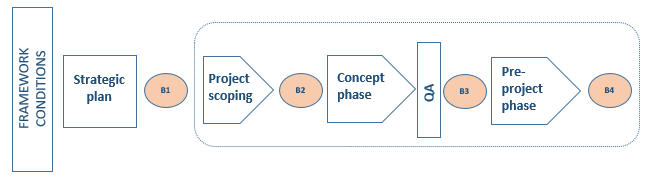 FRAMEWORK
CONDITIONS
Strategic
plan
B1
Project
scoping
B2
Concept
phase
QA
B3
Pre-
project
phase
B4